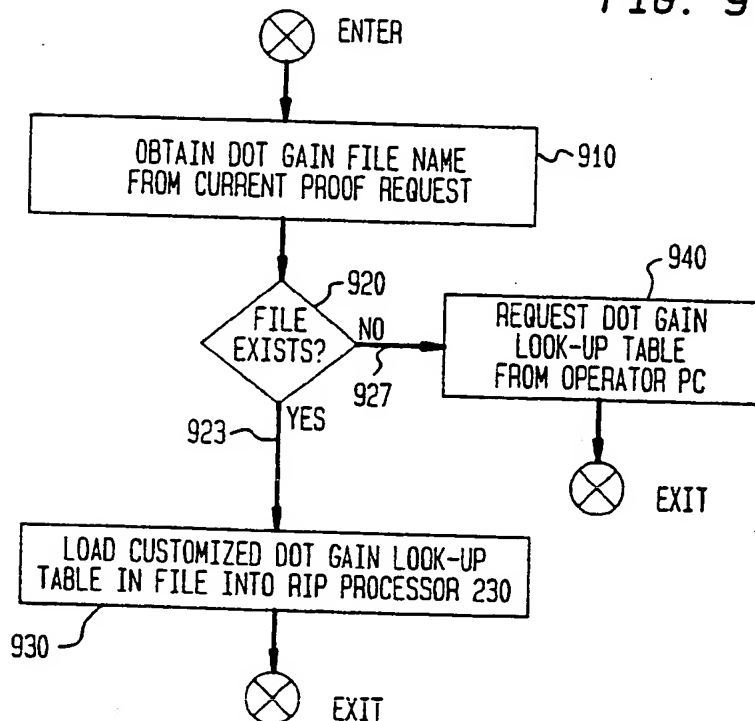 FIG. 9
ENTER
OBTAIN DOT GAIN FILE NAME
FROM CURRENT PROOF REQUEST
910
920
FILE
EXISTS?
NO
927
940
REQUEST DOT GAIN
LOOK-UP TABLE
FROM OPERATOR PC
923
YES
EXIT
LOAD CUSTOMIZED DOT GAIN LOOK-UP
TABLE IN FILE INTO RIP PROCESSOR 230
930
EXIT